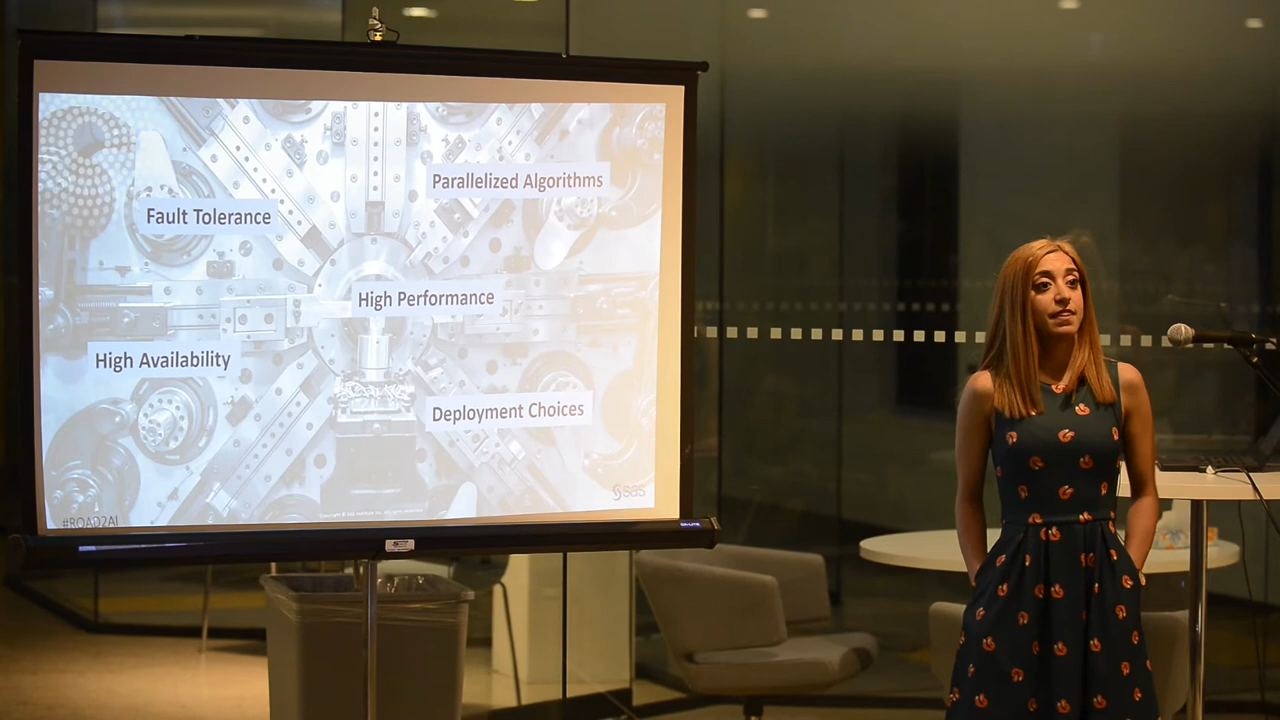 Parallelized Algorithms
Fault Tolerance
High Performance
High Availability
Deployment Choices
sas
#ROAD2AI